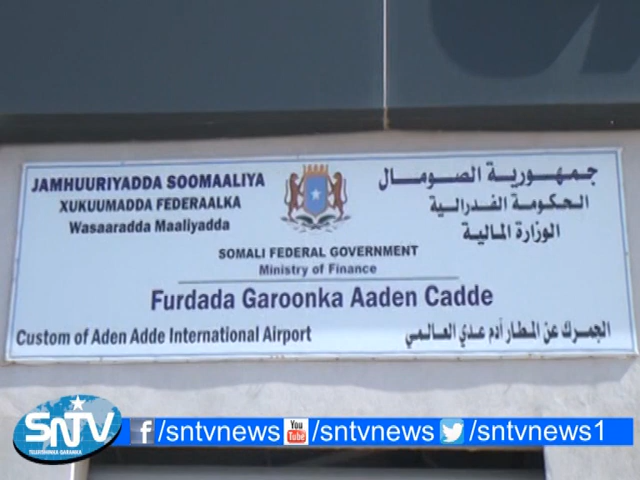 JAMHUURIYADDA SOOMAALIYA
XUKUUMADDA FEDERAALKA
Wasaaradda Maaliyadda
جمهورية الصومال
الحكومة الفدرالية
الوزارة المالية
SOMALI FEDERAL GOVERNMENT
Ministry of Finance
Furdada Garoonka Aaden Cadde
Custom of Aden Adde International Airport
الجمرك عن المطار آدم عدي العالمي
SNTV
TELEFISHINKA QARANKA
f /sntvnews You Tube /sntvnews /sntvnews1